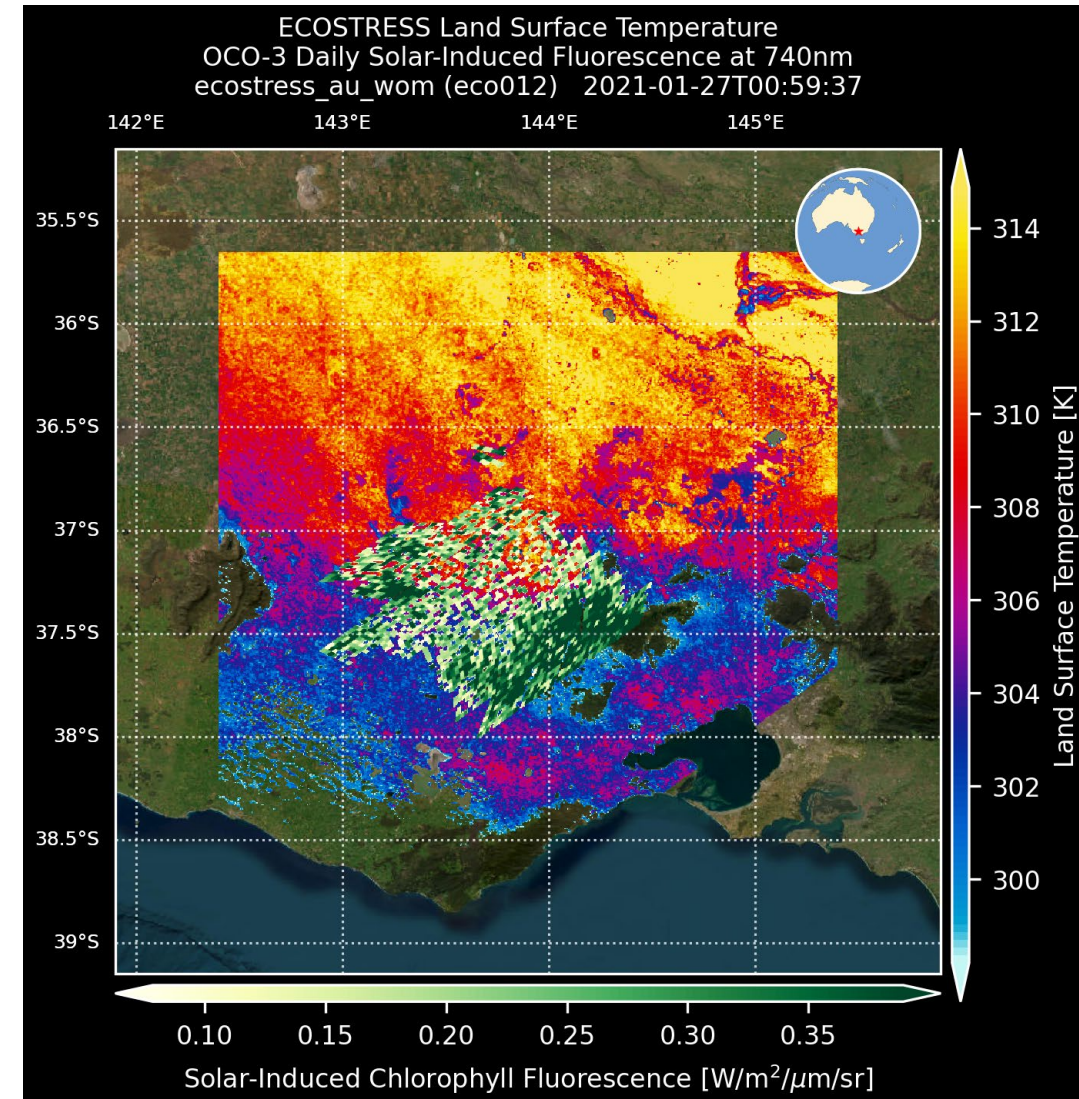 ECOSTRESS Land Surface Temperature
OCO-3 Daily Solar-Induced Fluorescence at 740nm
ecostress_au_wom (eco012)   2021-01-27T00:59:37
142°E
143°E
144°E
145°E
35.5°S
36°S
36.5°S
37°S
37.5°S
38°S
38.5°S
39°S
314
312
310
308
306
304
302
300
Land Surface Temperature [K]
0.10
0.15
0.20
0.25
0.30
0.35
Solar-Induced Chlorophyll Fluorescence [W/m²/μm/sr]